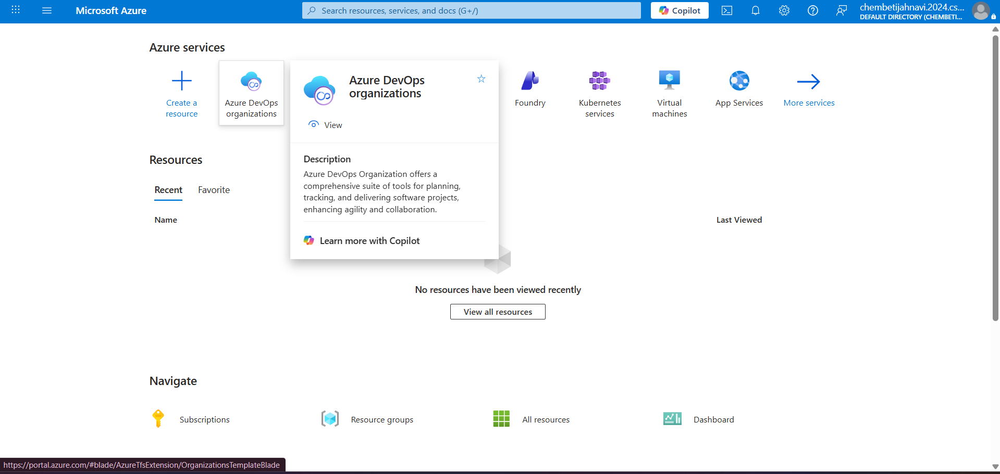 Microsoft Azure
Search resources, services, and docs (G+/)
Copilot
chembetijahnavi.2024.cs...
DEFAULT DIRECTORY (CHEMBETI...
Azure services
Create a
resource
Azure DevOps
organizations
Azure DevOps
organizations
View
Description
Azure DevOps Organization offers a
comprehensive suite of tools for planning,
tracking, and delivering software projects,
enhancing agility and collaboration.
Learn more with Copilot
Foundry
Kubernetes
services
Virtual
machines
App Services
More services
Resources
Recent
Favorite
Name
Last Viewed
No resources have been viewed recently
View all resources
Navigate
Subscriptions
Resource groups
All resources
Dashboard
https://portal.azure.com/#blade/AzureTfsExtension/OrganizationsTemplateBlade